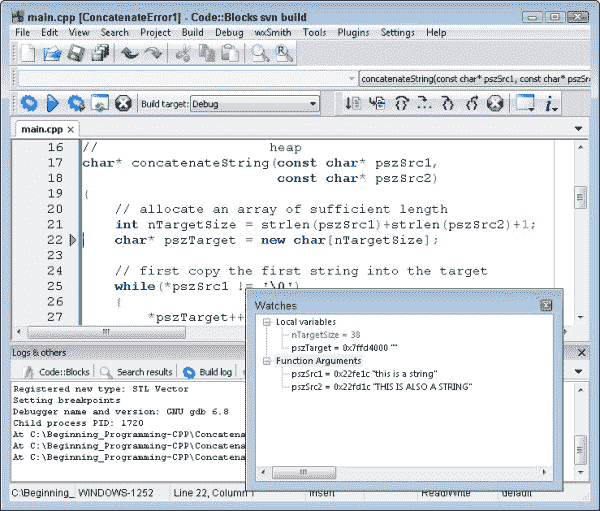 main.cpp [ConcatenateError1] - Code::Blocks svn build
File Edit View Search Project Build Debug wxSmith Tools Plugins Settings Help
concatenateString(const char* pszSrc1, const char* pszSrc
Build target: Debug
main.cpp
16 // heap
17 char* concatenateString(const char* pszSrc1,
18 const char* pszSrc2)
19 {
20 // allocate an array of sufficient length
21 int nTargetSize = strlen(pszSrc1)+strlen(pszSrc2)+1;
22 char* pszTarget = new char[nTargetSize];
23
24 // first copy the first string into the target
25 while(*pszSrc1 != '\0')
26 {
27 *pszTarget++
Watches
Local variables
nTargetSize = 38
pszTarget = 0x7ffd4000 ""
Function Arguments
pszSrc1 = 0x22fe1c "this is a string"
pszSrc2 = 0x22fd1c "THIS IS ALSO A STRING"
Logs & others
Code::Blocks Search results Build log
Registered new type: STL Vector
Setting breakpoints
Debugger name and version: GNU gdb 6.8
Child process PID: 1720
At C:\Beginning_Programming-CPP\Concatena
At C:\Beginning_Programming-CPP\Concatena
At C:\Beginning_Programming-CPP\Concatena
C:\Beginning_ WINDOWS-1252 Line 22, Column 1 Insert Read/Write default